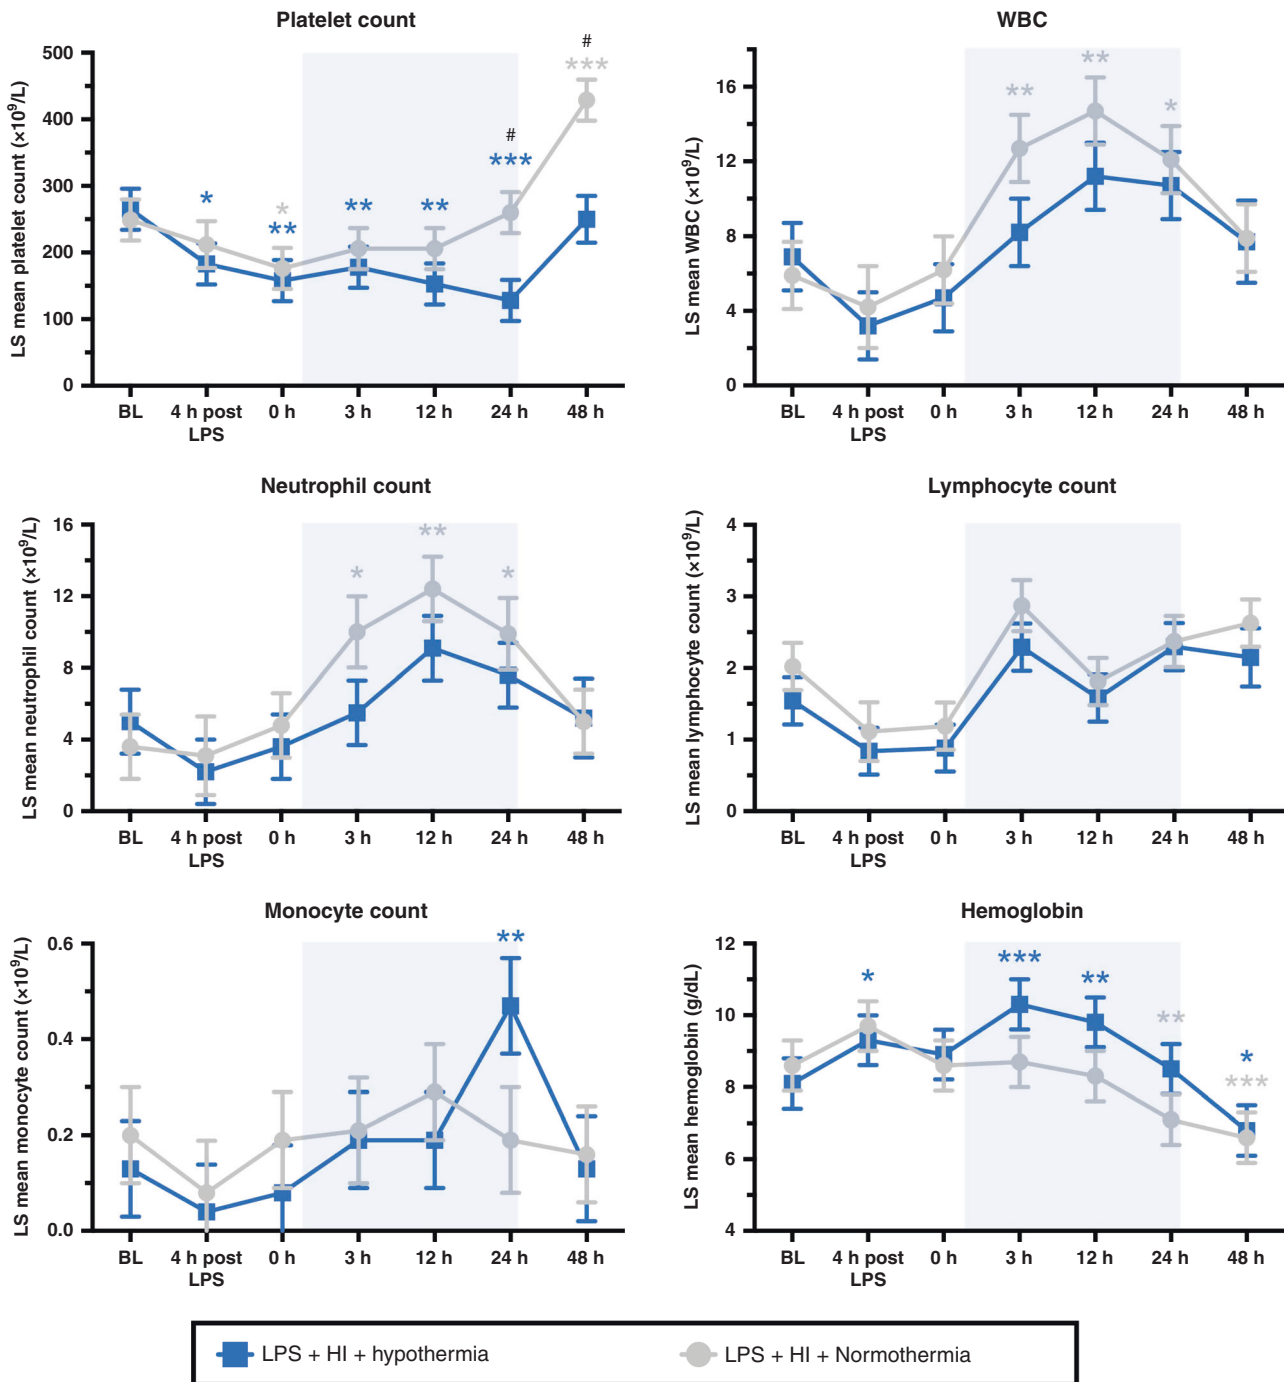 Platelet count
LS mean platelet count (×10⁹/L)
500
400
300
200
100
0
*
*
**
**
**
#
***
#
***
BL
4 h post
LPS
0 h
3 h
12 h
24 h
48 h
WBC
LS mean WBC (×10⁹/L)
16
12
8
4
0
**
**
*
BL
4 h post
LPS
0 h
3 h
12 h
24 h
48 h
Neutrophil count
LS mean neutrophil count (×10⁹/L)
16
12
8
4
0
*
**
*
BL
4 h post
LPS
0 h
3 h
12 h
24 h
48 h
Lymphocyte count
LS mean lymphocyte count (×10⁹/L)
4
3
2
1
0
BL
4 h post
LPS
0 h
3 h
12 h
24 h
48 h
Monocyte count
LS mean monocyte count (×10⁹/L)
0.6
0.4
0.2
0.0
**
BL
4 h post
LPS
0 h
3 h
12 h
24 h
48 h
Hemoglobin
LS mean hemoglobin (g/dL)
12
10
8
6
4
*
***
**
**
*
***
BL
4 h post
LPS
0 h
3 h
12 h
24 h
48 h
LPS + HI + hypothermia
LPS + HI + Normothermia